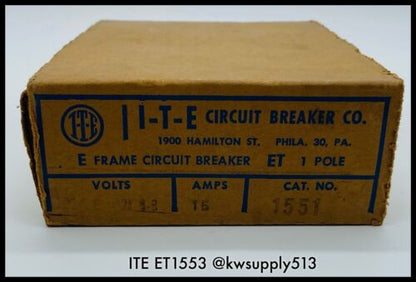 I-T-E
I-T-E CIRCUIT BREAKER CO.
1900 HAMILTON ST. PHILA. 30, PA.
E FRAME CIRCUIT BREAKER ET 1 POLE
VOLTS AMPS CAT. NO.
15 1551
ITE ET1553 @kwsupply513